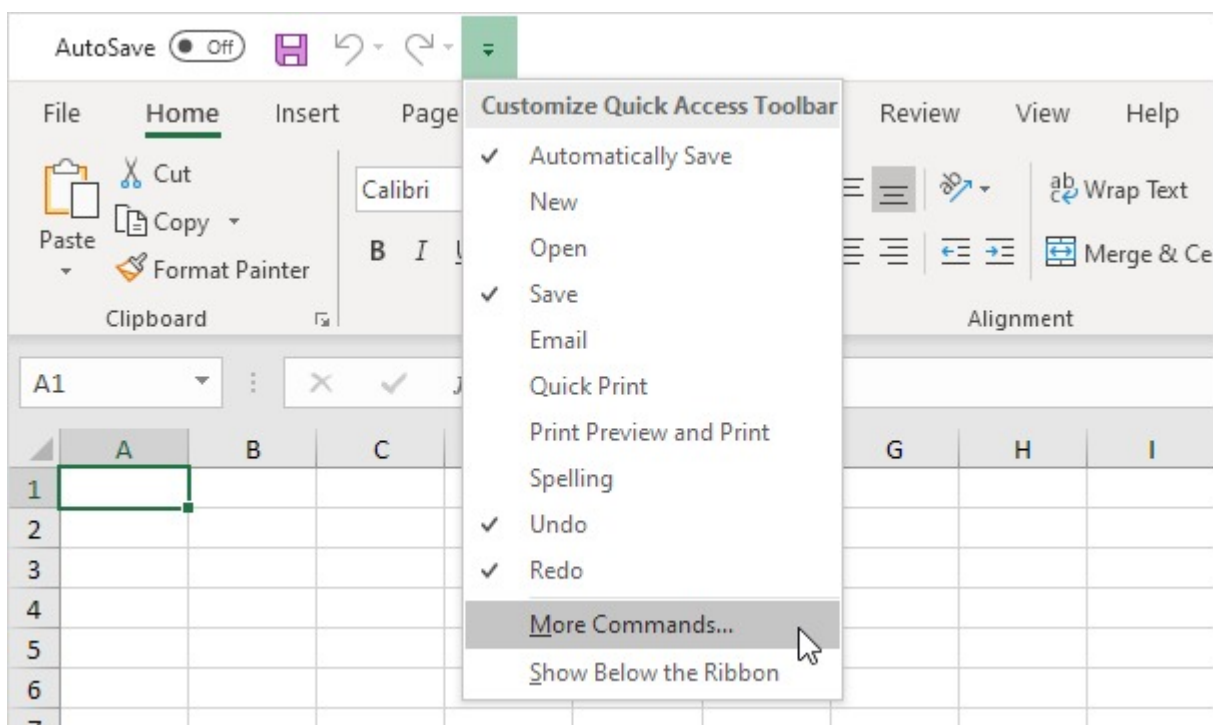 AutoSave Off
Customize Quick Access Toolbar
File Home Insert Page Review View Help
Automatically Save
New
Open
Save
Email
Quick Print
Print Preview and Print
Spelling
Undo
Redo
More Commands...
Show Below the Ribbon
Cut
Copy
Paste
Format Painter
Clipboard
Calibri
B I U
ab
c
Wrap Text
Merge & Ce
Alignment
A1
A B C G H I
1
2
3
4
5
6